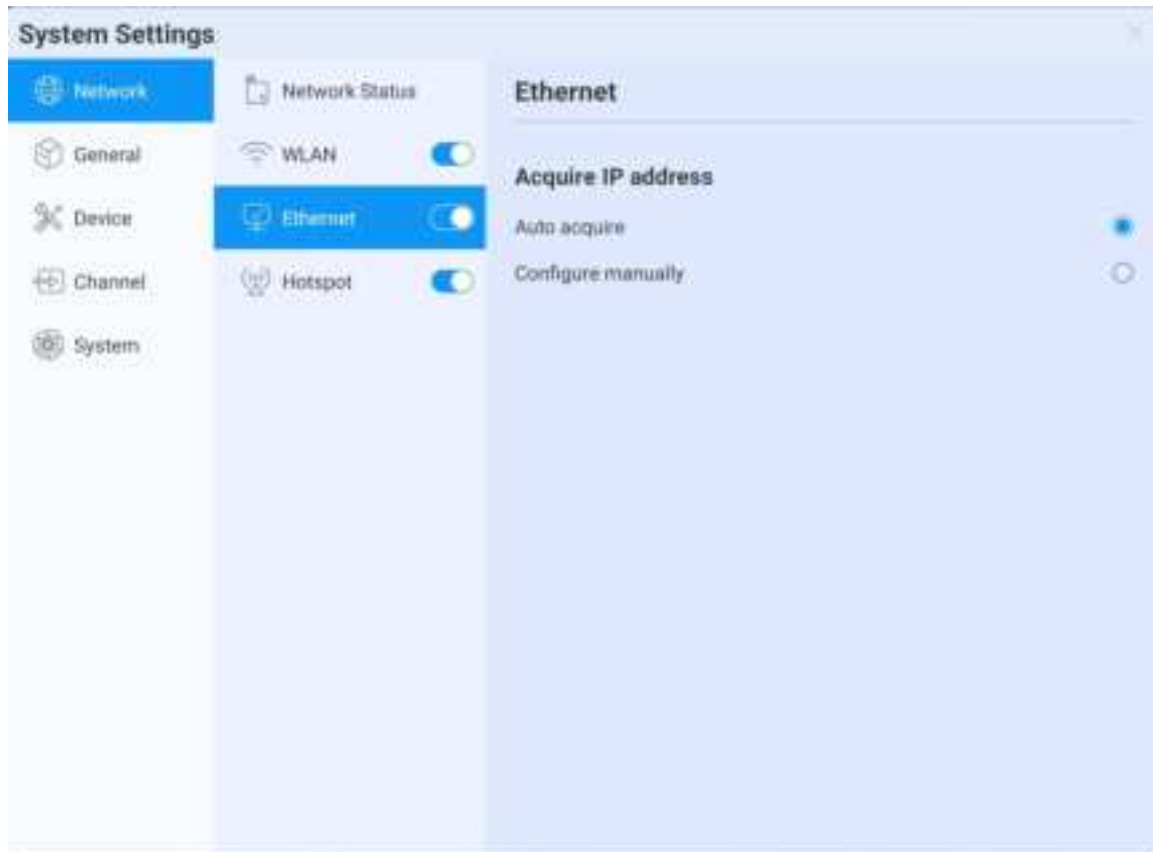 System Settings
Network
General
Device
Channel
System
Network Status
WLAN
Ethernet
Hotspot
Ethernet
Acquire IP address
Auto acquire
Configure manually